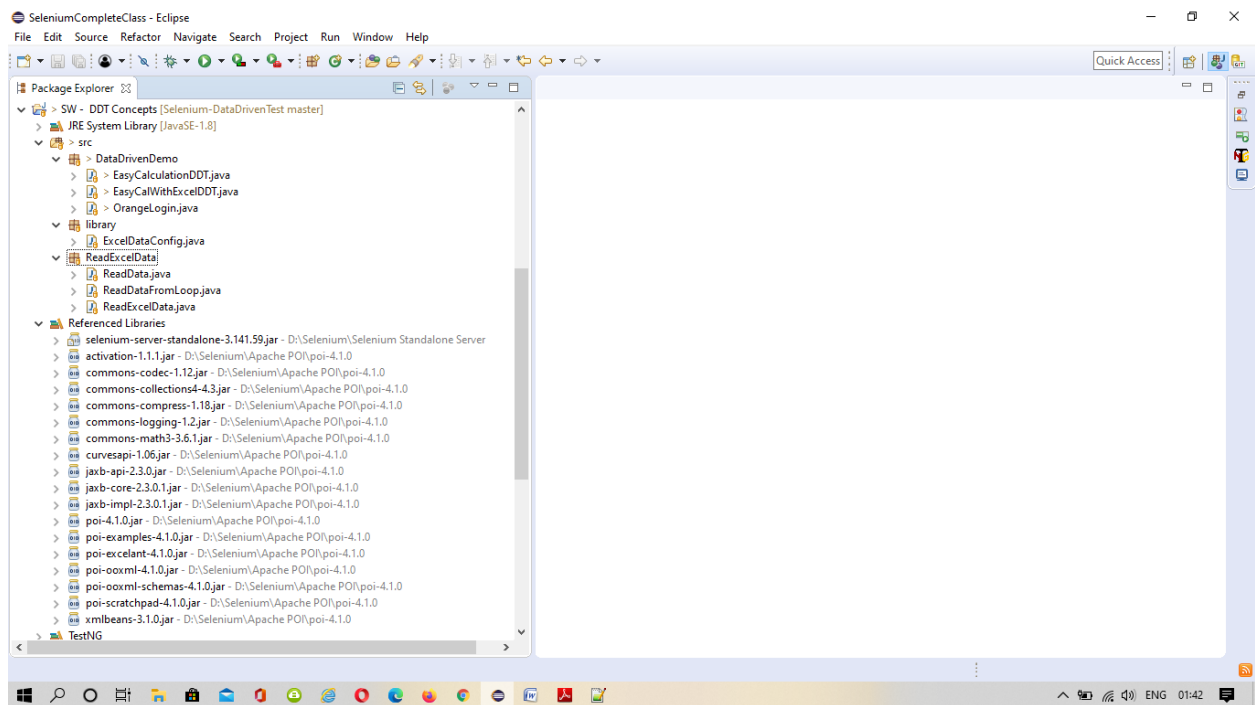 SeleniumCompleteClass - Eclipse
File Edit Source Refactor Navigate Search Project Run Window Help
Quick Access
Package Explorer
> SW - DDT Concepts [Selenium-DataDrivenTest master]
JRE System Library [JavaSE-1.8]
> src
> DataDrivenDemo
> EasyCalculationDDT.java
> EasyCalWithExcelDDT.java
> OrangeLogin.java
library
ExcelDataConfig.java
ReadExcelData
ReadData.java
ReadDataFromLoop.java
ReadExcelData.java
Referenced Libraries
selenium-server-standalone-3.141.59.jar - D:\Selenium\Selenium Standalone Server
activation-1.1.1.jar - D:\Selenium\Apache POI\poi-4.1.0
commons-codec-1.12.jar - D:\Selenium\Apache POI\poi-4.1.0
commons-collections4-4.3.jar - D:\Selenium\Apache POI\poi-4.1.0
commons-compress-1.18.jar - D:\Selenium\Apache POI\poi-4.1.0
commons-logging-1.2.jar - D:\Selenium\Apache POI\poi-4.1.0
commons-math3-3.6.1.jar - D:\Selenium\Apache POI\poi-4.1.0
curvesapi-1.06.jar - D:\Selenium\Apache POI\poi-4.1.0
jaxb-api-2.3.0.jar - D:\Selenium\Apache POI\poi-4.1.0
jaxb-core-2.3.0.1.jar - D:\Selenium\Apache POI\poi-4.1.0
jaxb-impl-2.3.0.1.jar - D:\Selenium\Apache POI\poi-4.1.0
poi-4.1.0.jar - D:\Selenium\Apache POI\poi-4.1.0
poi-examples-4.1.0.jar - D:\Selenium\Apache POI\poi-4.1.0
poi-excelant-4.1.0.jar - D:\Selenium\Apache POI\poi-4.1.0
poi-ooxml-4.1.0.jar - D:\Selenium\Apache POI\poi-4.1.0
poi-ooxml-schemas-4.1.0.jar - D:\Selenium\Apache POI\poi-4.1.0
poi-scratchpad-4.1.0.jar - D:\Selenium\Apache POI\poi-4.1.0
xmlbeans-3.1.0.jar - D:\Selenium\Apache POI\poi-4.1.0
TestNG
ENG 01:42